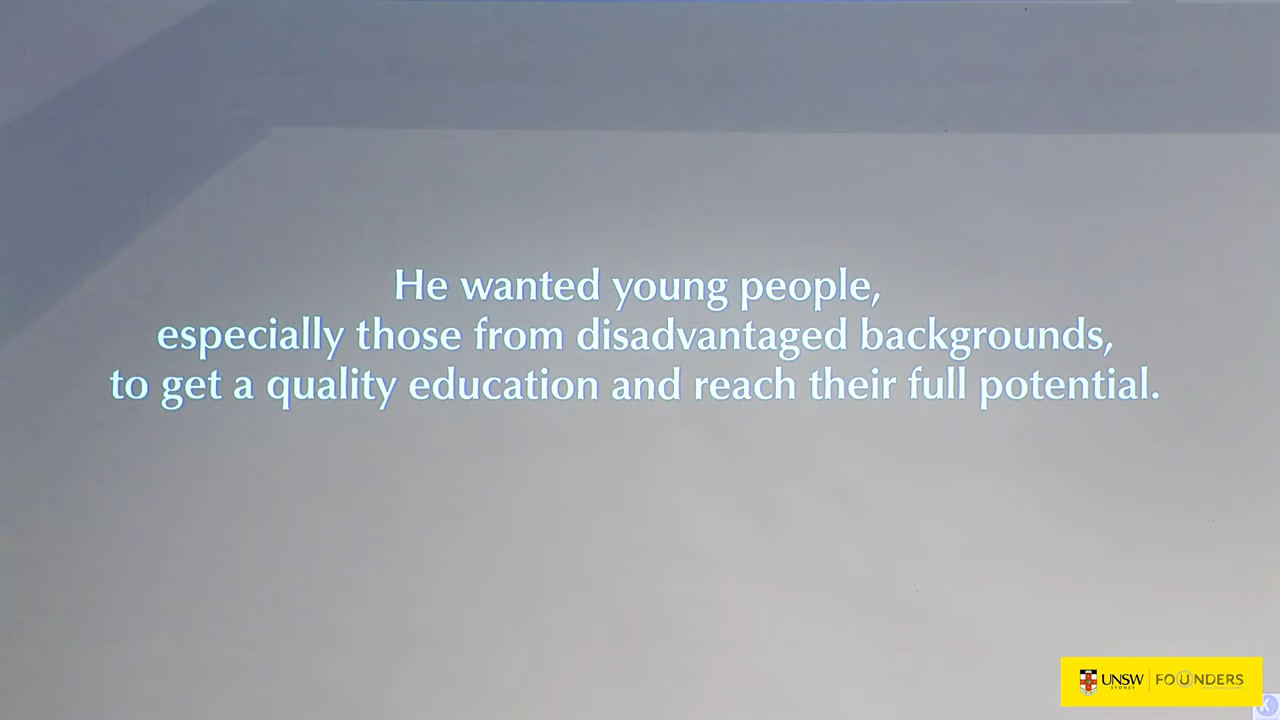 He wanted young people,
especially those from disadvantaged backgrounds,
to get a quality education and reach their full potential.
UNSW
SYDNEY
FOUNDERS
K